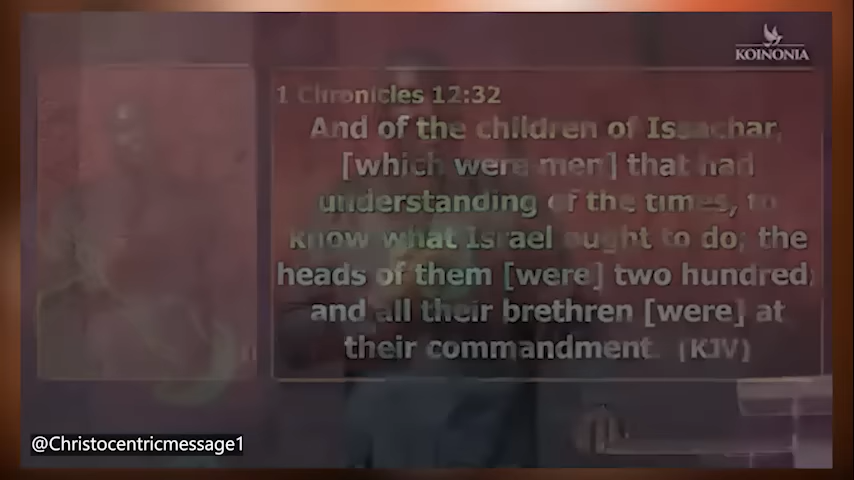 KOINONIA
1 Chronicles 12:32
And of the children of Issachar,
[which were men] that had
understanding of the times, to
know what Israel ought to do; the
heads of them [were] two hundred;
and all their brethren [were] at
their commandment. (KJV)
@Christocentricmessage1